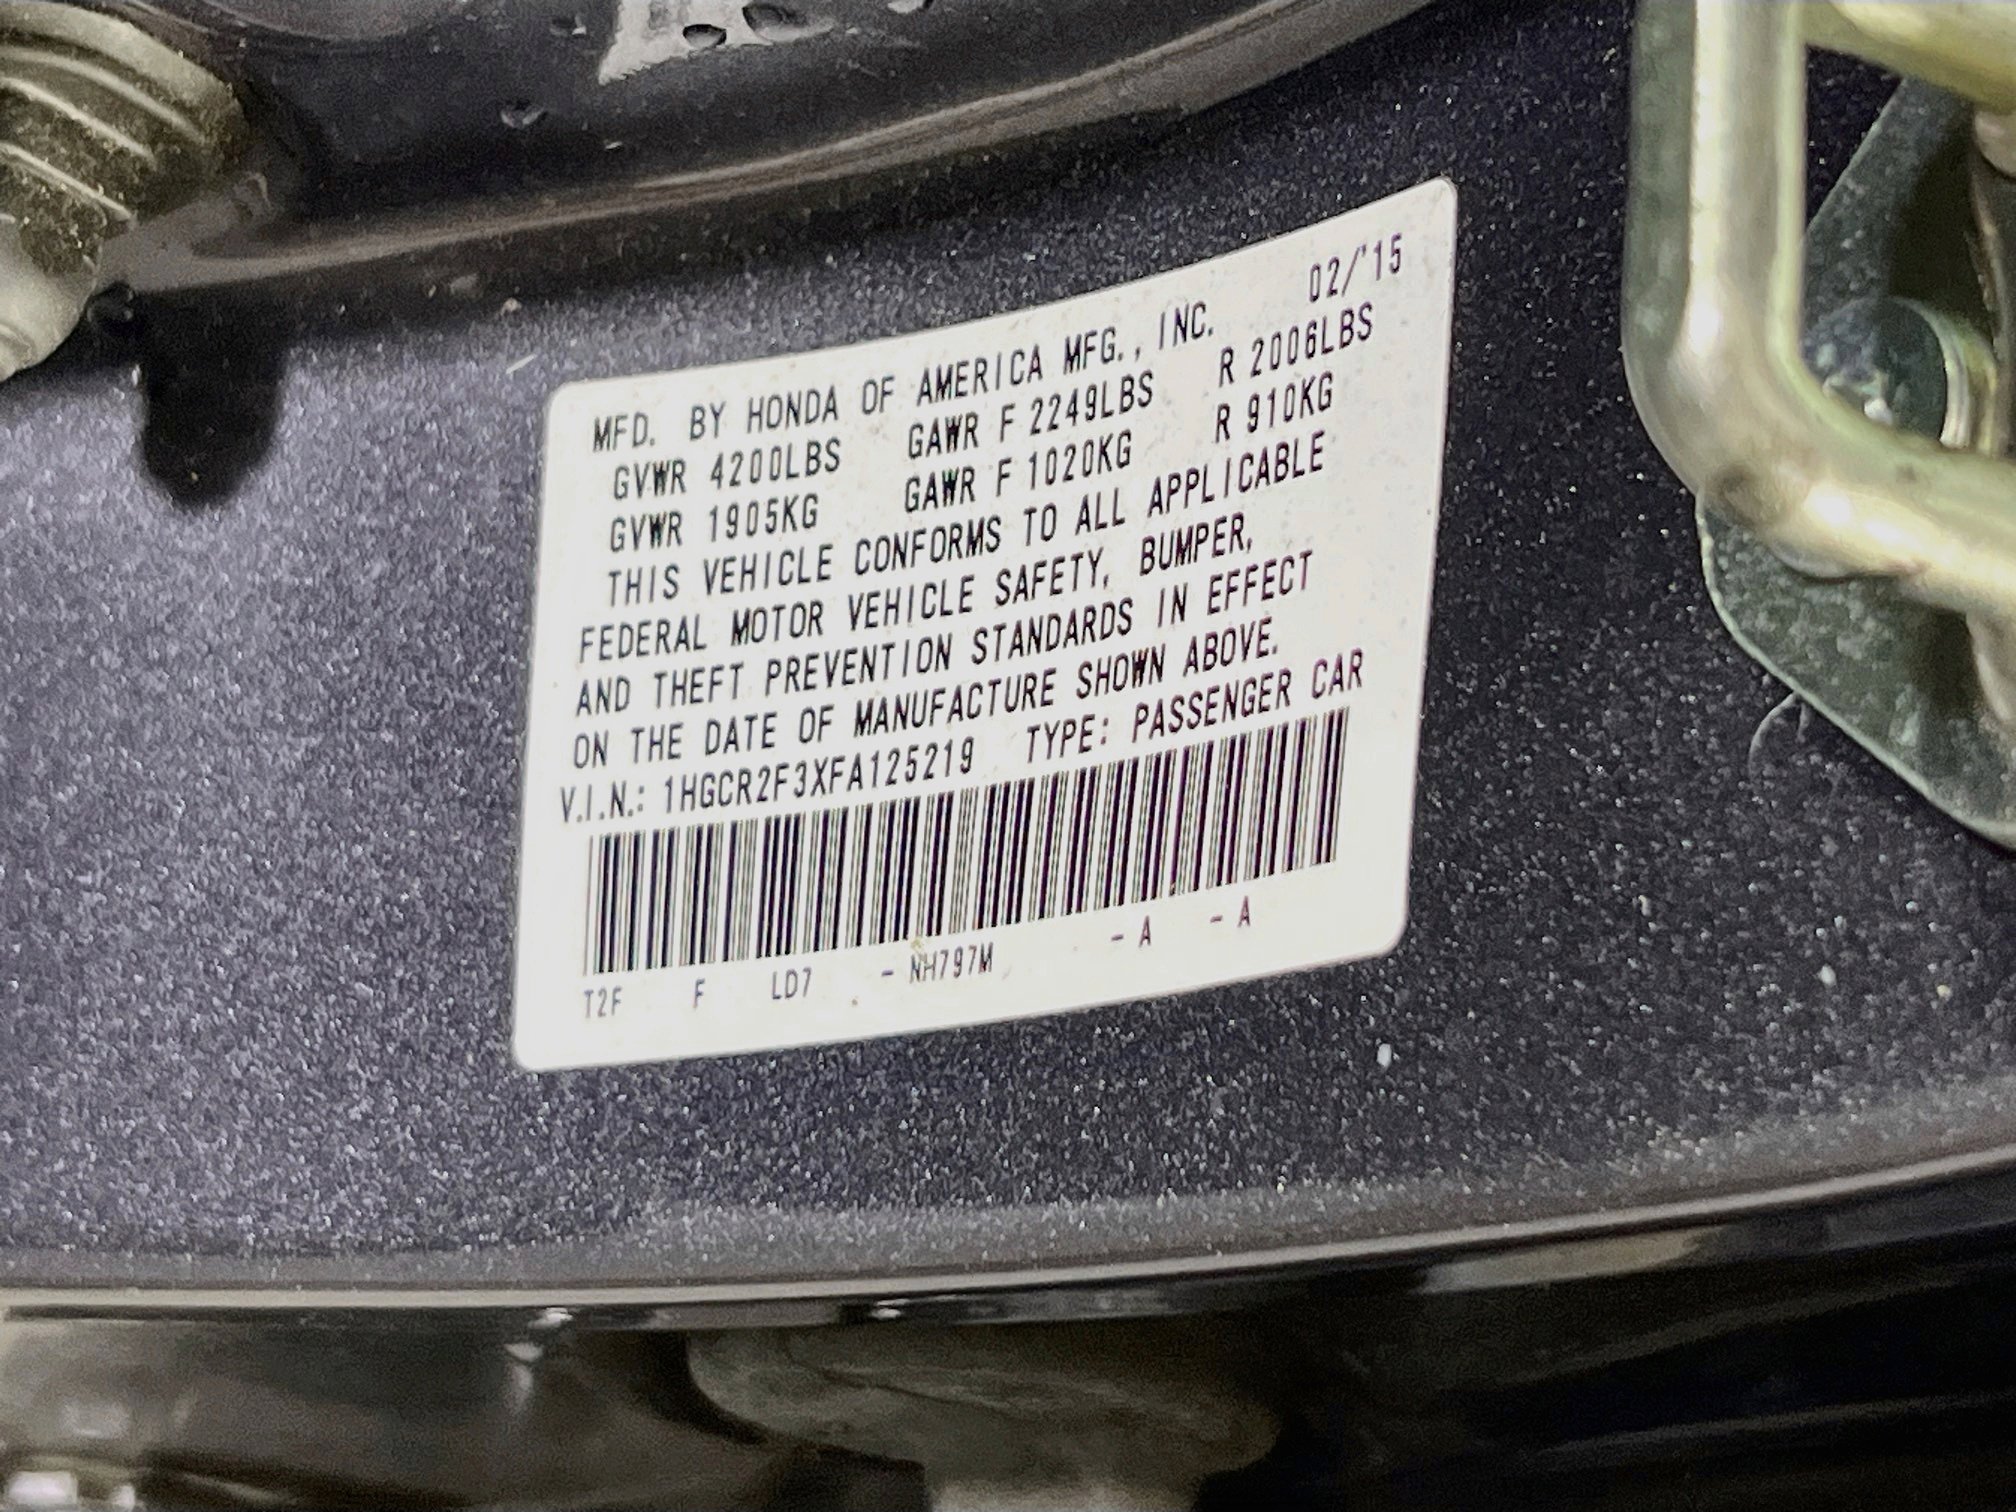 MFD. BY HONDA OF AMERICA MFG., INC. 02/'15
GVWR 4200LBS GAWR F 2249LBS R 2006LBS
GVWR 1905KG GAWR F 1020KG R 910KG
THIS VEHICLE CONFORMS TO ALL APPLICABLE
FEDERAL MOTOR VEHICLE SAFETY, BUMPER,
AND THEFT PREVENTION STANDARDS IN EFFECT
ON THE DATE OF MANUFACTURE SHOWN ABOVE.
V.I.N.: 1HGCR2F3XFA125219 TYPE: PASSENGER CAR
T2F F LD7 - NH797M - A - A